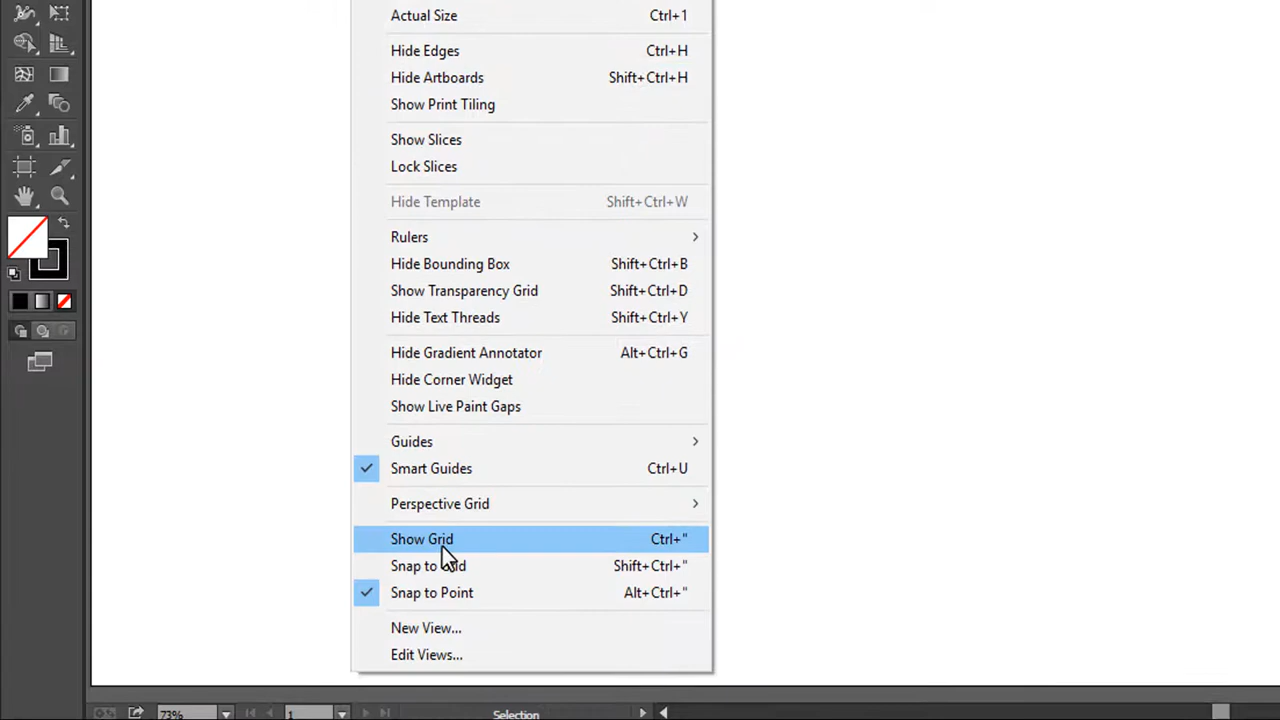 Actual Size Ctrl+1
Hide Edges Ctrl+H
Hide Artboards Shift+Ctrl+H
Show Print Tiling
Show Slices
Lock Slices
Hide Template Shift+Ctrl+W
Rulers
Hide Bounding Box Shift+Ctrl+B
Show Transparency Grid Shift+Ctrl+D
Hide Text Threads Shift+Ctrl+Y
Hide Gradient Annotator Alt+Ctrl+G
Hide Corner Widget
Show Live Paint Gaps
Guides
Smart Guides Ctrl+U
Perspective Grid
Show Grid Ctrl+"
Snap to Grid Shift+Ctrl+"
Snap to Point Alt+Ctrl+"
New View...
Edit Views...
73% 1 Selection